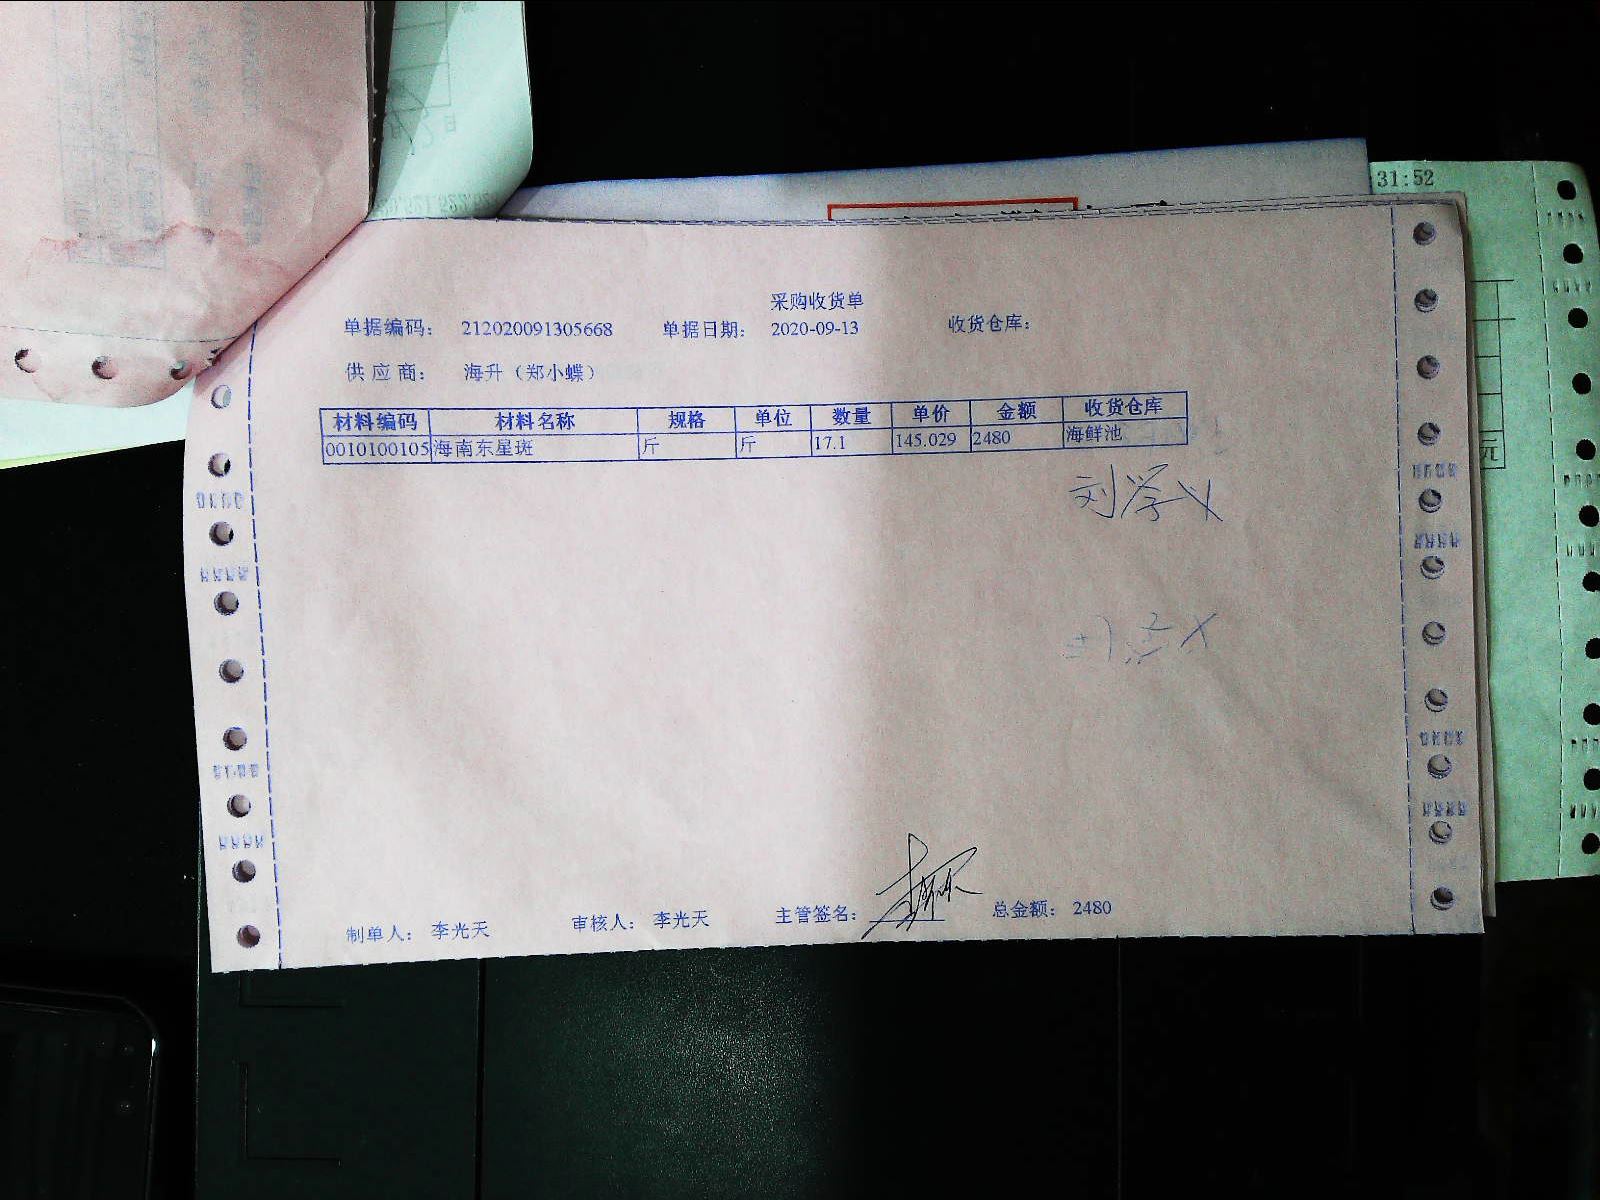 31:52
采购收货单
单据编码： 212020091305668 单据日期： 2020-09-13 收货仓库：
供应商： 海升（郑小蝶）
材料编码 材料名称 规格 单位 数量 单价 金额 收货仓库
0010100105 海南东星斑 斤 斤 17.1 145.029 2480 海鲜池
元
刘学义
制单人： 李光天 审核人： 李光天 主管签名： 总金额： 2480